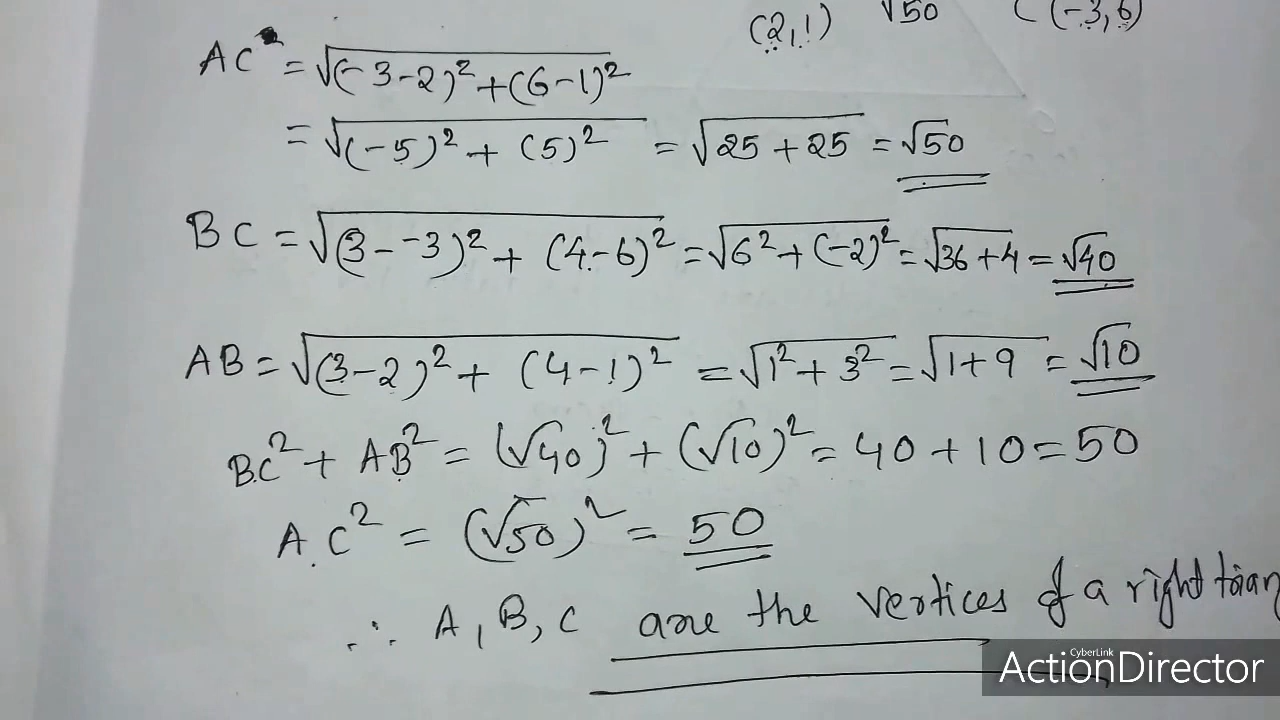 (2,1) √50 C (-3,6)
AC = √(-3-2)² + (6-1)²
= √(-5)² + (5)² = √25 + 25 = √50
BC = √(3--3)² + (4-6)² = √6² + (-2)² = √36+4 = √40
AB = √(3-2)² + (4-1)² = √1² + 3² = √1+9 = √10
BC² + AB² = (√40)² + (√10)² = 40 + 10 = 50
A.C² = (√50)² = 50
∴ A, B, C are the vertices of a right trian
CyberLink
ActionDirector